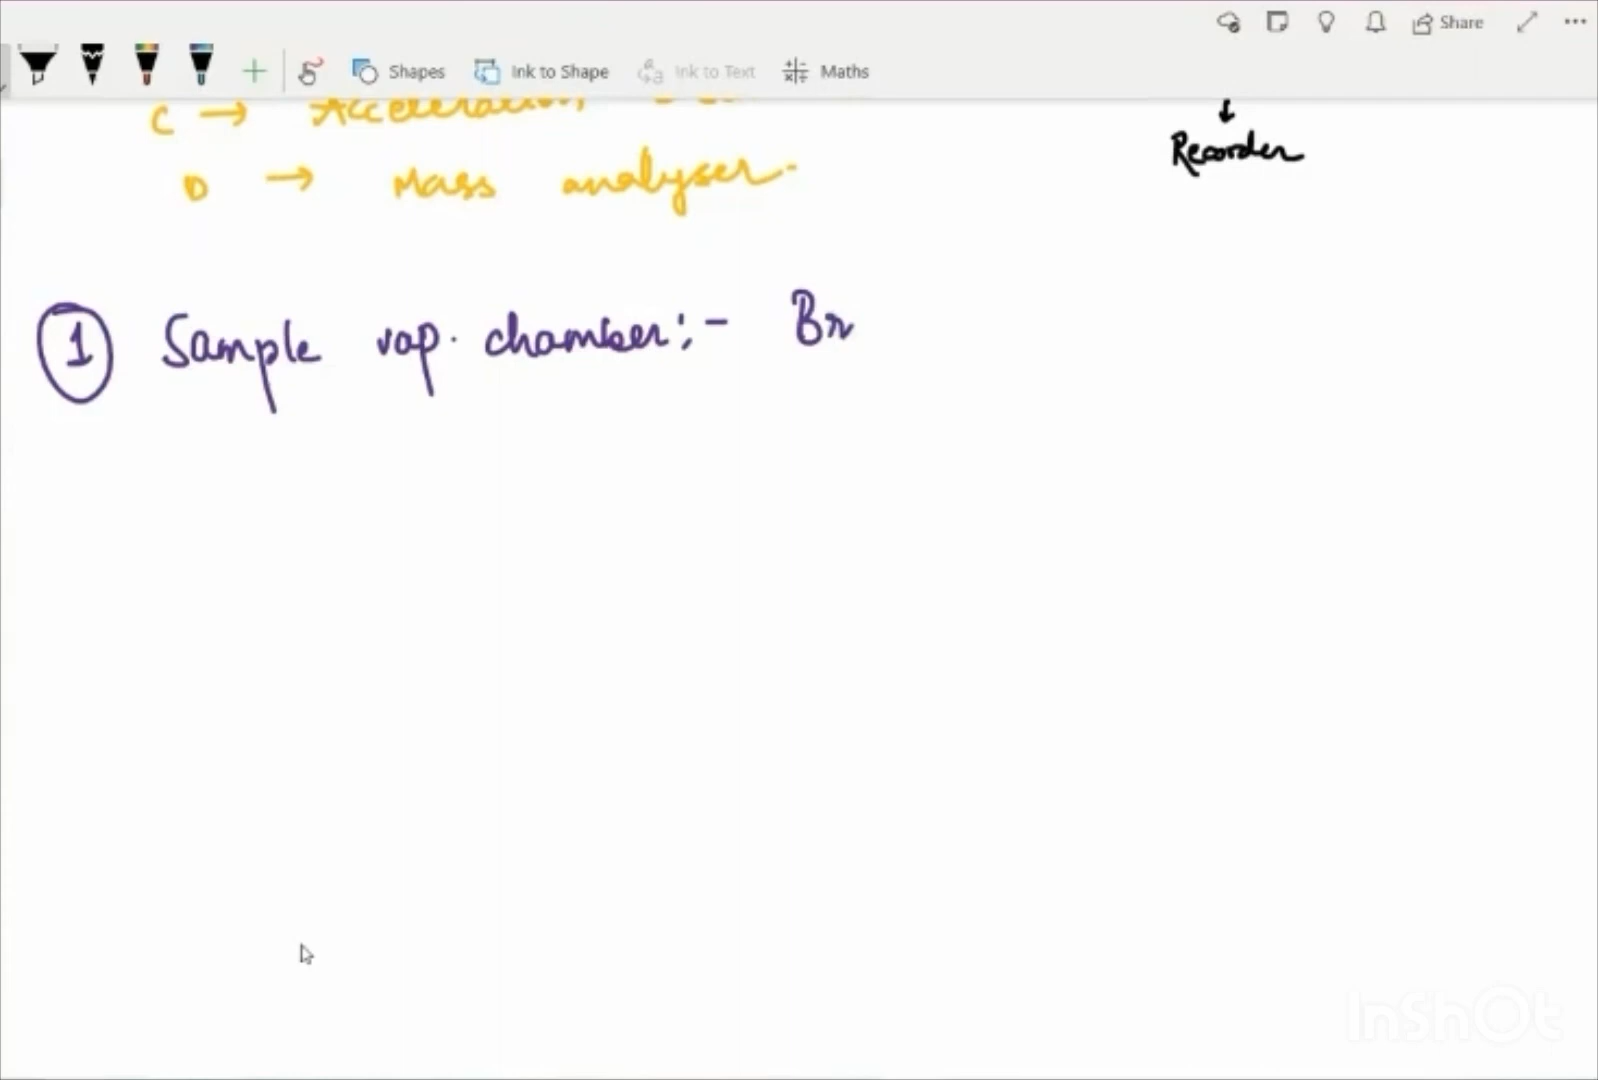 Share
Shapes Ink to Shape Ink to Text Maths
C → Acceleration
D → Mass analyser.
Recorder
1 Sample vap. chamber:- Br
InShOt